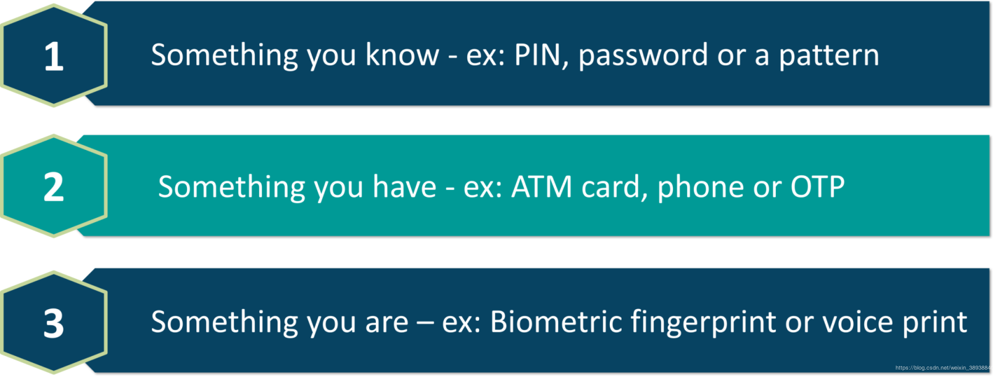 1
Something you know - ex: PIN, password or a pattern
2
Something you have - ex: ATM card, phone or OTP
3
Something you are – ex: Biometric fingerprint or voice print
https://blog.csdn.net/weixin_3893884